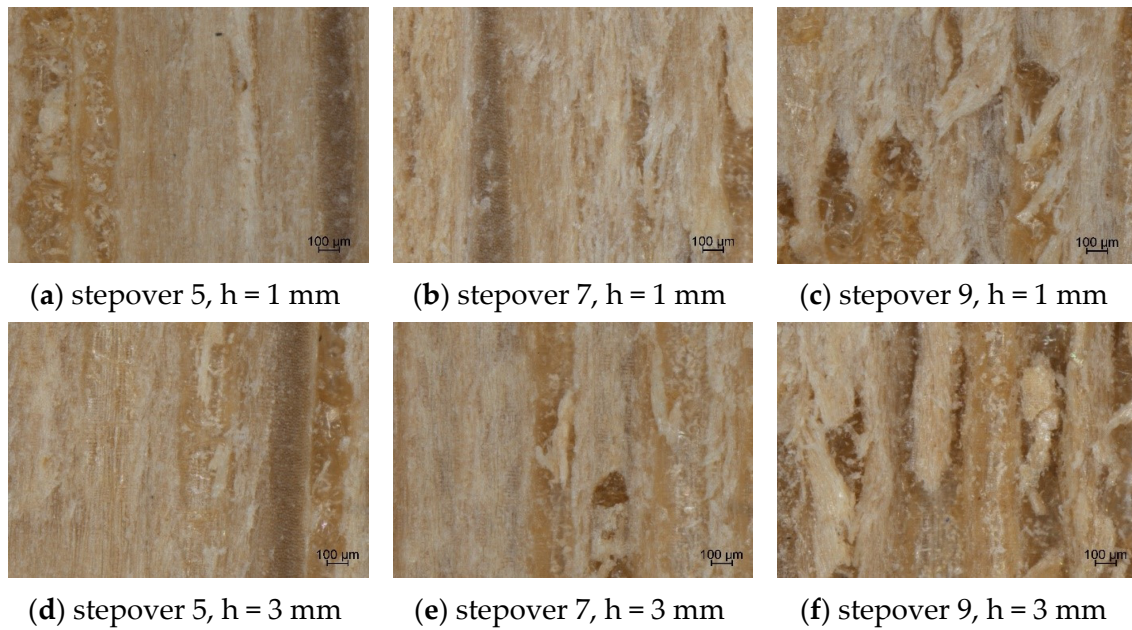 100 µm
100 µm
100 µm
(a) stepover 5, h = 1 mm
(b) stepover 7, h = 1 mm
(c) stepover 9, h = 1 mm
100 µm
100 µm
100 µm
(d) stepover 5, h = 3 mm
(e) stepover 7, h = 3 mm
(f) stepover 9, h = 3 mm